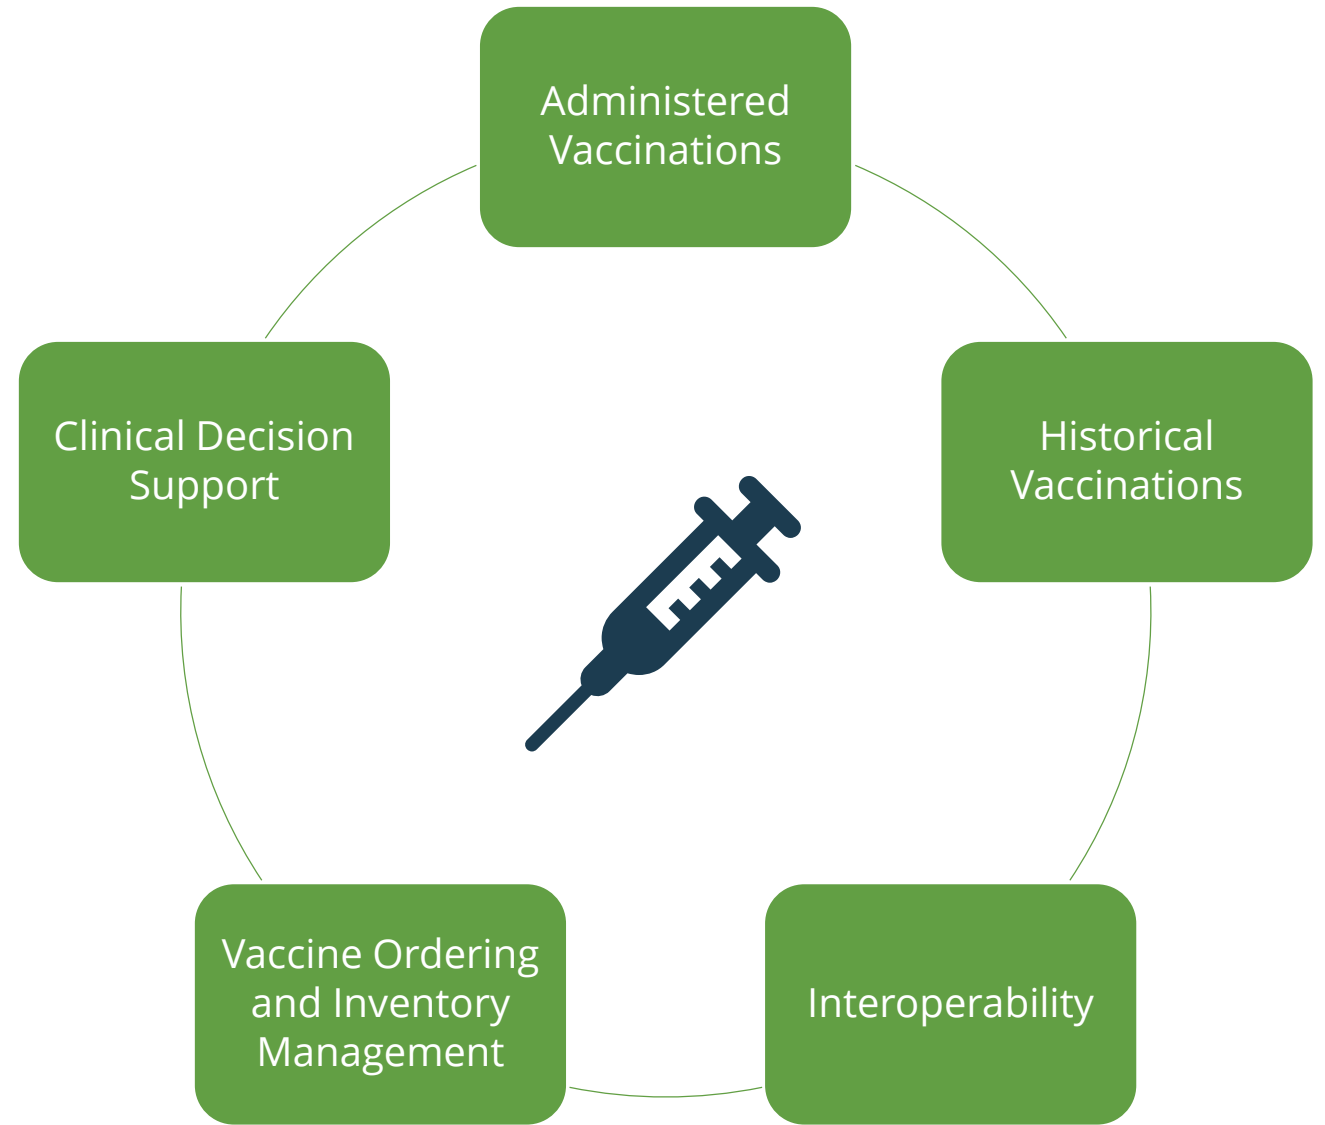 Administered
Vaccinations
Historical
Vaccinations
Interoperability
Vaccine Ordering
and Inventory
Management
Clinical Decision
Support